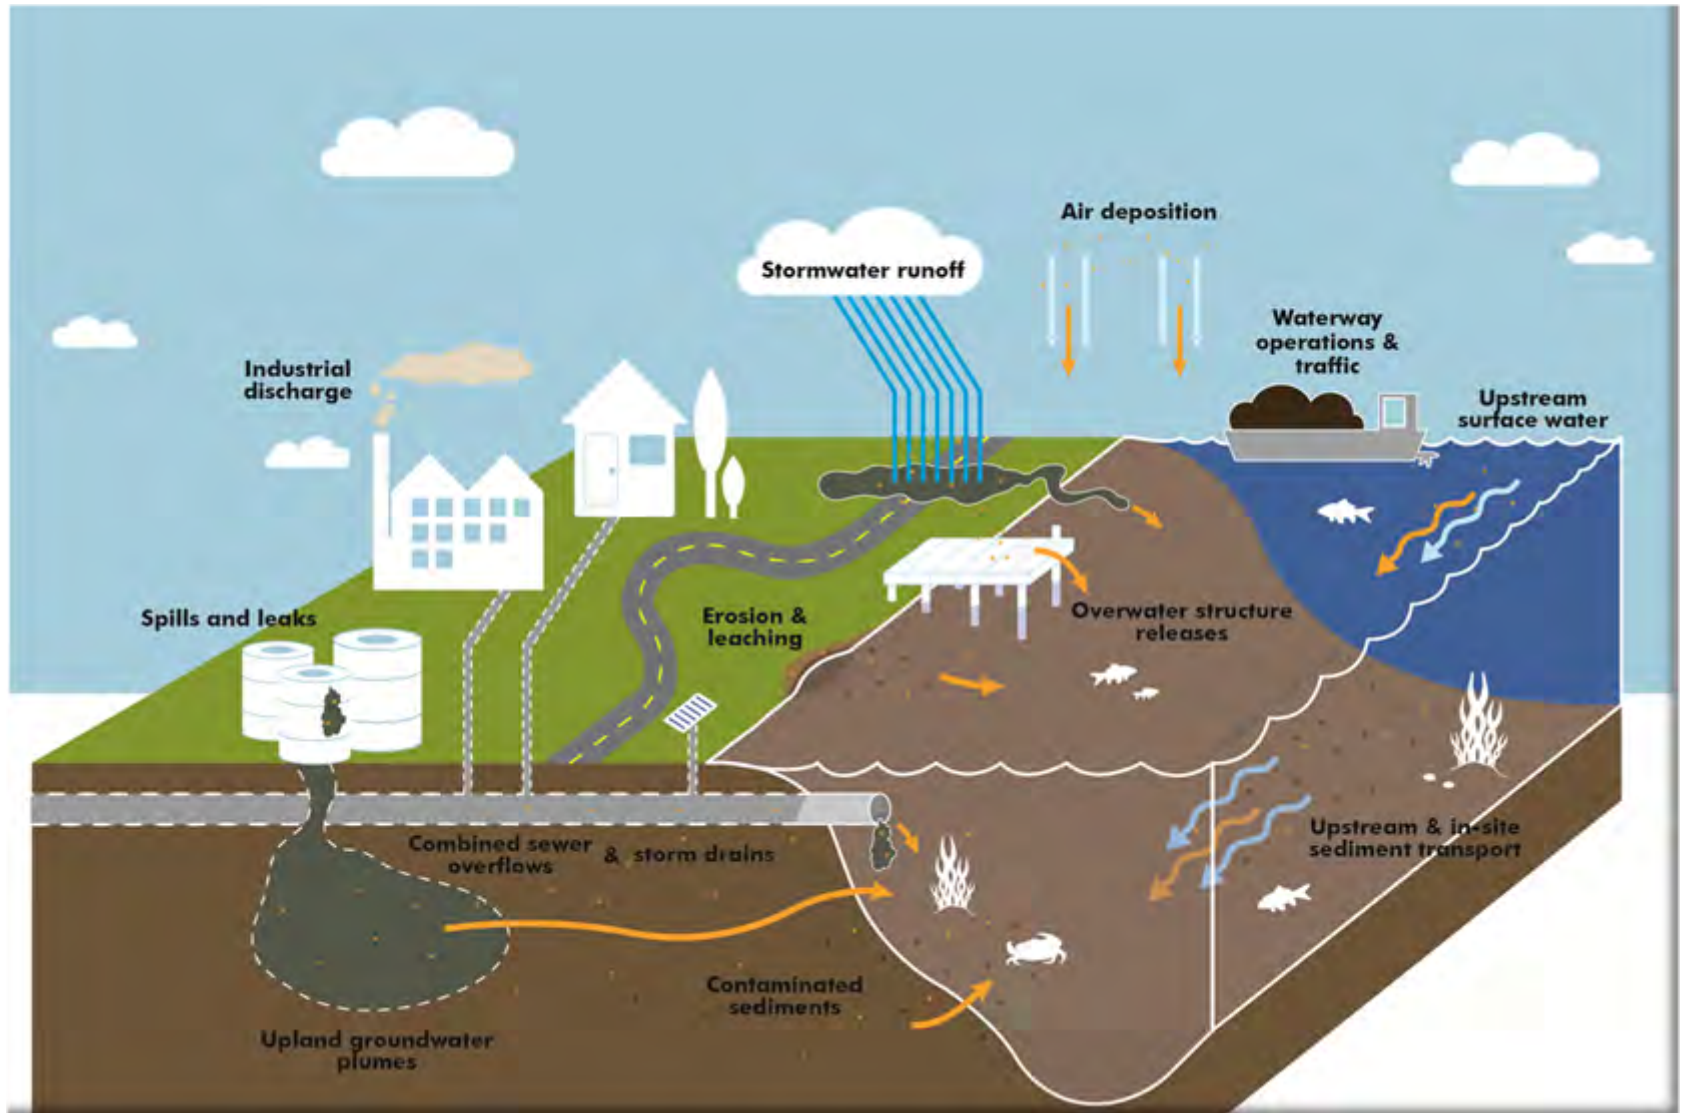 Air deposition
Stormwater runoff
Waterway
operations &
traffic
Industrial
discharge
Upstream
surface water
Spills and leaks
Erosion &
leaching
Overwater structure
releases
Combined sewer
overflows
& storm drains
Upstream & in-site
sediment transport
Contaminated
sediments
Upland groundwater
plumes